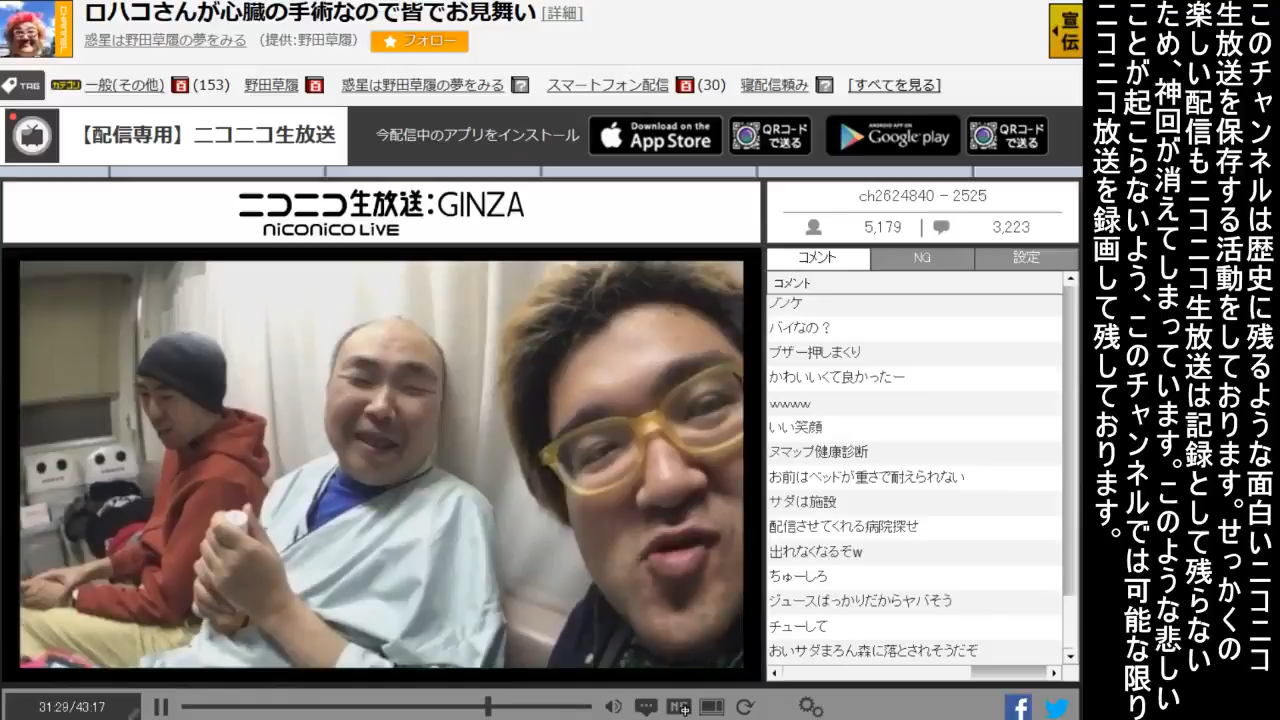 ロハコさんが心臓の手術なので皆でお見舞い [詳細]
CHANNEL
惑星は野田草履の夢をみる (提供:野田草履)
フォロー
宣伝
TAG カテゴリ 一般(その他) (153) 野田草履 惑星は野田草履の夢をみる スマートフォン配信 (30) 寝配信頼み [すべてを見る]
【配信専用】ニコニコ生放送
今配信中のアプリをインストール
Download on the
App Store
QRコード
で送る
ANDROID APP ON
Google play
QRコード
で送る
ニコニコ生放送:GINZA
niconico Live
ch2624840 - 2525
5,179 | 3,223
コメント NG 設定
コメント
ノンケ
バイなの?
ブザー押しまくり
かわいいくて良かったー
wwww
いい笑顔
ヌマップ健康診断
お前はベッドが重さで耐えられない
サダは施設
配信させてくれる病院探せ
出れなくなるぞw
ちゅーしろ
ジュースばっかりだからヤバそう
チューして
おいサダまろん森に落とされそうだぞ
31:29/43:17
このチャンネルは歴史に残るような面白いニコニコ
生放送を保存する活動をしております。せっかくの
楽しい配信もニコニコ生放送は記録として残らない
ため、神回が消えてしまっています。このような悲しい
ことが起こらないよう、このチャンネルでは可能な限り
ニコニコ放送を録画して残しております。